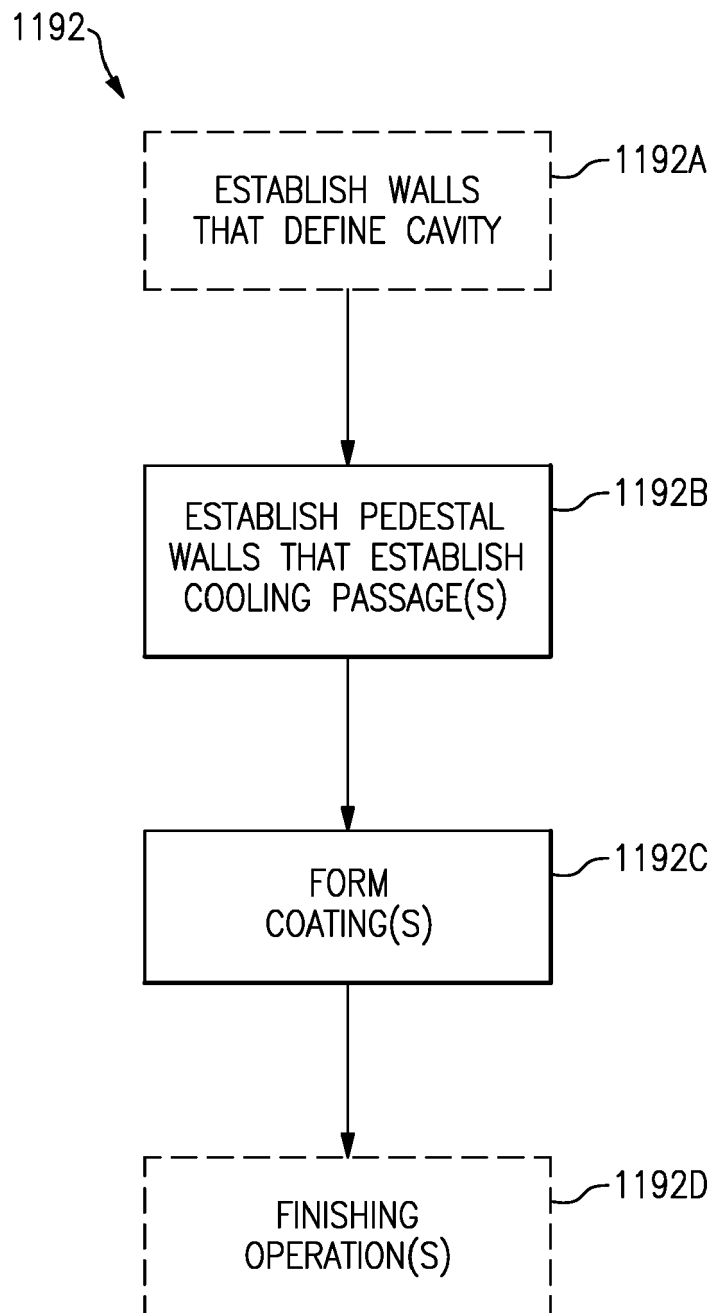 1192
1192A
ESTABLISH WALLS
THAT DEFINE CAVITY
1192B
ESTABLISH PEDESTAL
WALLS THAT ESTABLISH
COOLING PASSAGE(S)
1192C
FORM
COATING(S)
1192D
FINISHING
OPERATION(S)